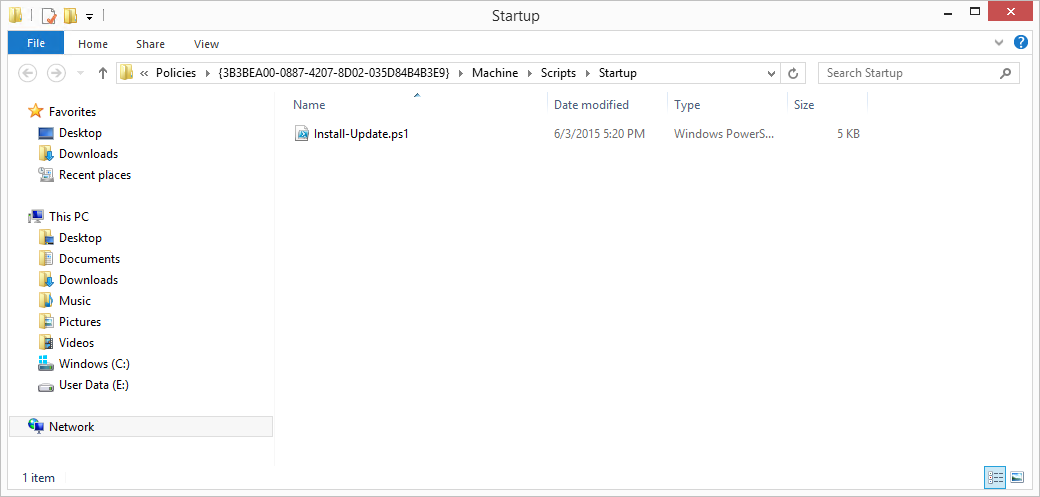 Startup
File Home Share View
« Policies {3B3BEA00-0887-4207-8D02-035D84B4B3E9} Machine Scripts Startup
Search Startup
Name Date modified Type Size
Install-Update.ps1 6/3/2015 5:20 PM Windows PowerS... 5 KB
Favorites
Desktop
Downloads
Recent places
This PC
Desktop
Documents
Downloads
Music
Pictures
Videos
Windows (C:)
User Data (E:)
Network
1 item